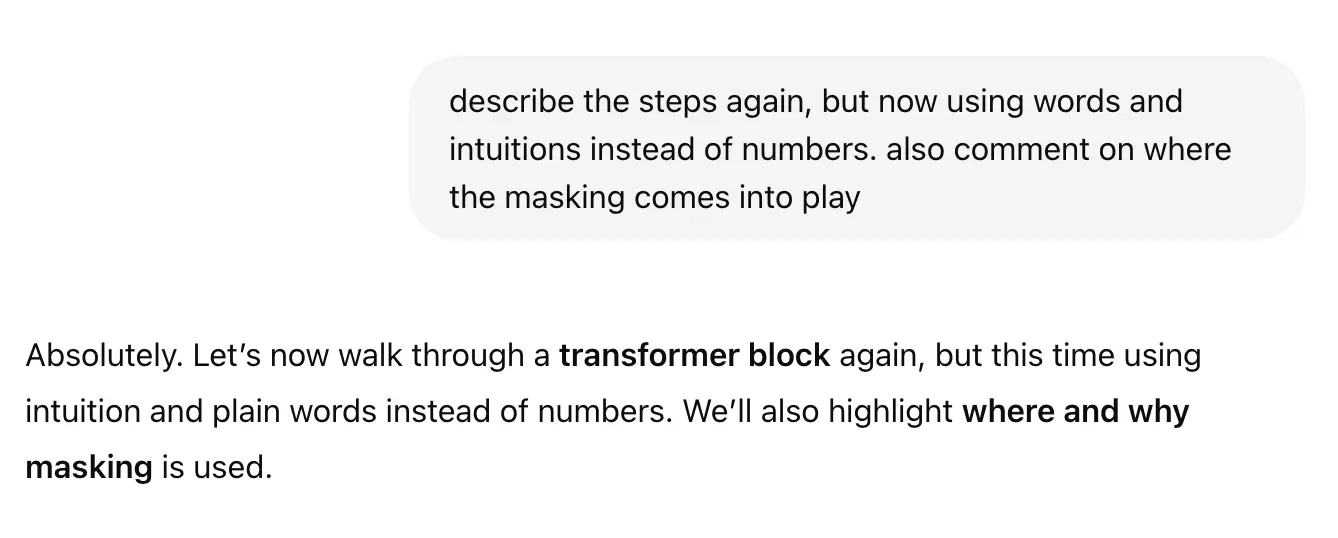 describe the steps again, but now using words and
intuitions instead of numbers. also comment on where
the masking comes into play
Absolutely. Let’s now walk through a transformer block again, but this time using
intuition and plain words instead of numbers. We’ll also highlight where and why
masking is used.